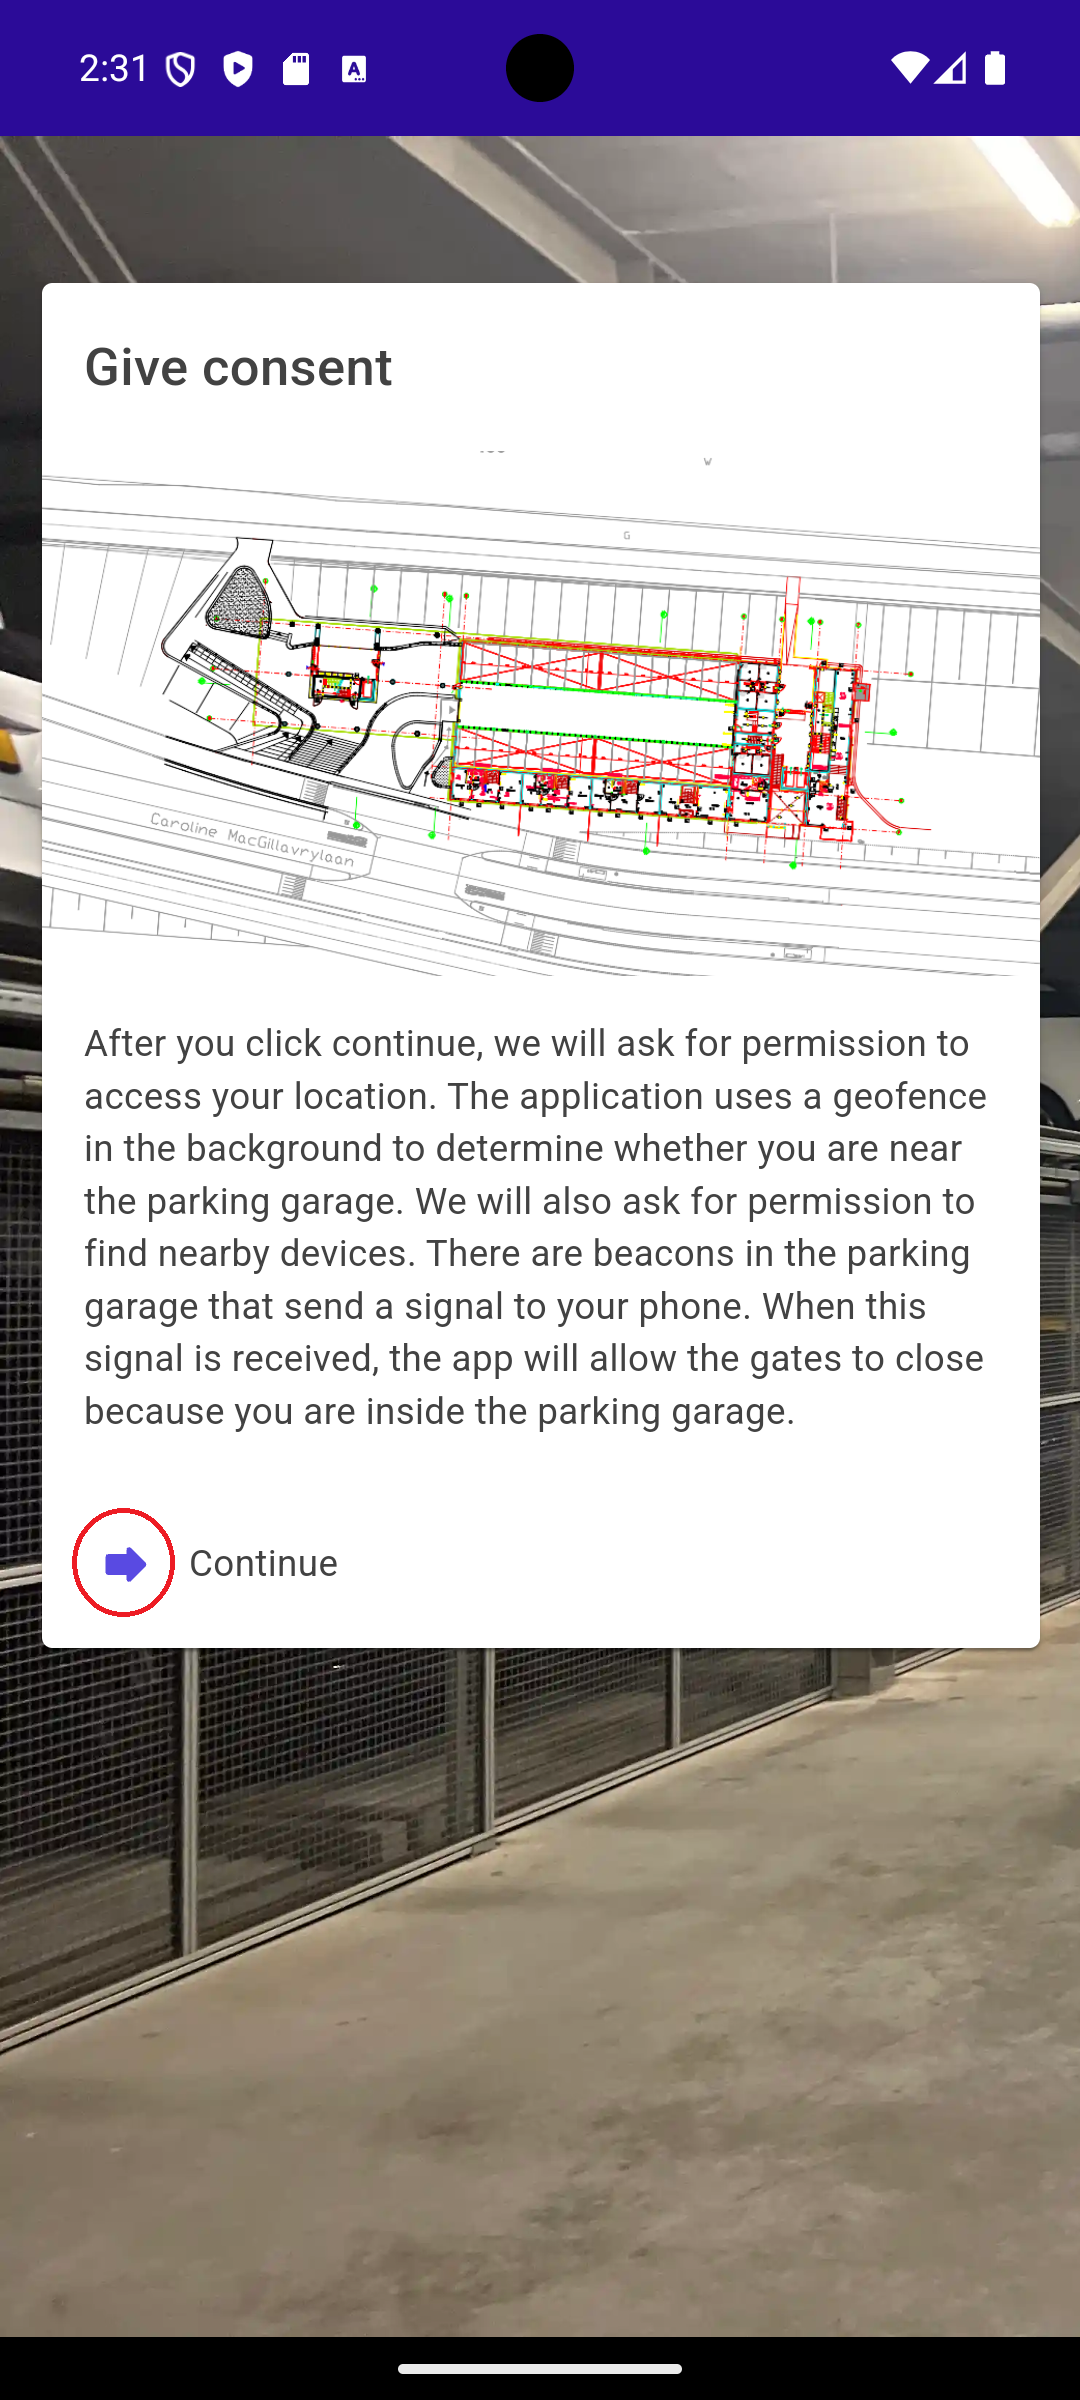 2:31
Give consent
G
Caroline MacGillavrylaan
After you click continue, we will ask for permission to
access your location. The application uses a geofence
in the background to determine whether you are near
the parking garage. We will also ask for permission to
find nearby devices. There are beacons in the parking
garage that send a signal to your phone. When this
signal is received, the app will allow the gates to close
because you are inside the parking garage.
Continue